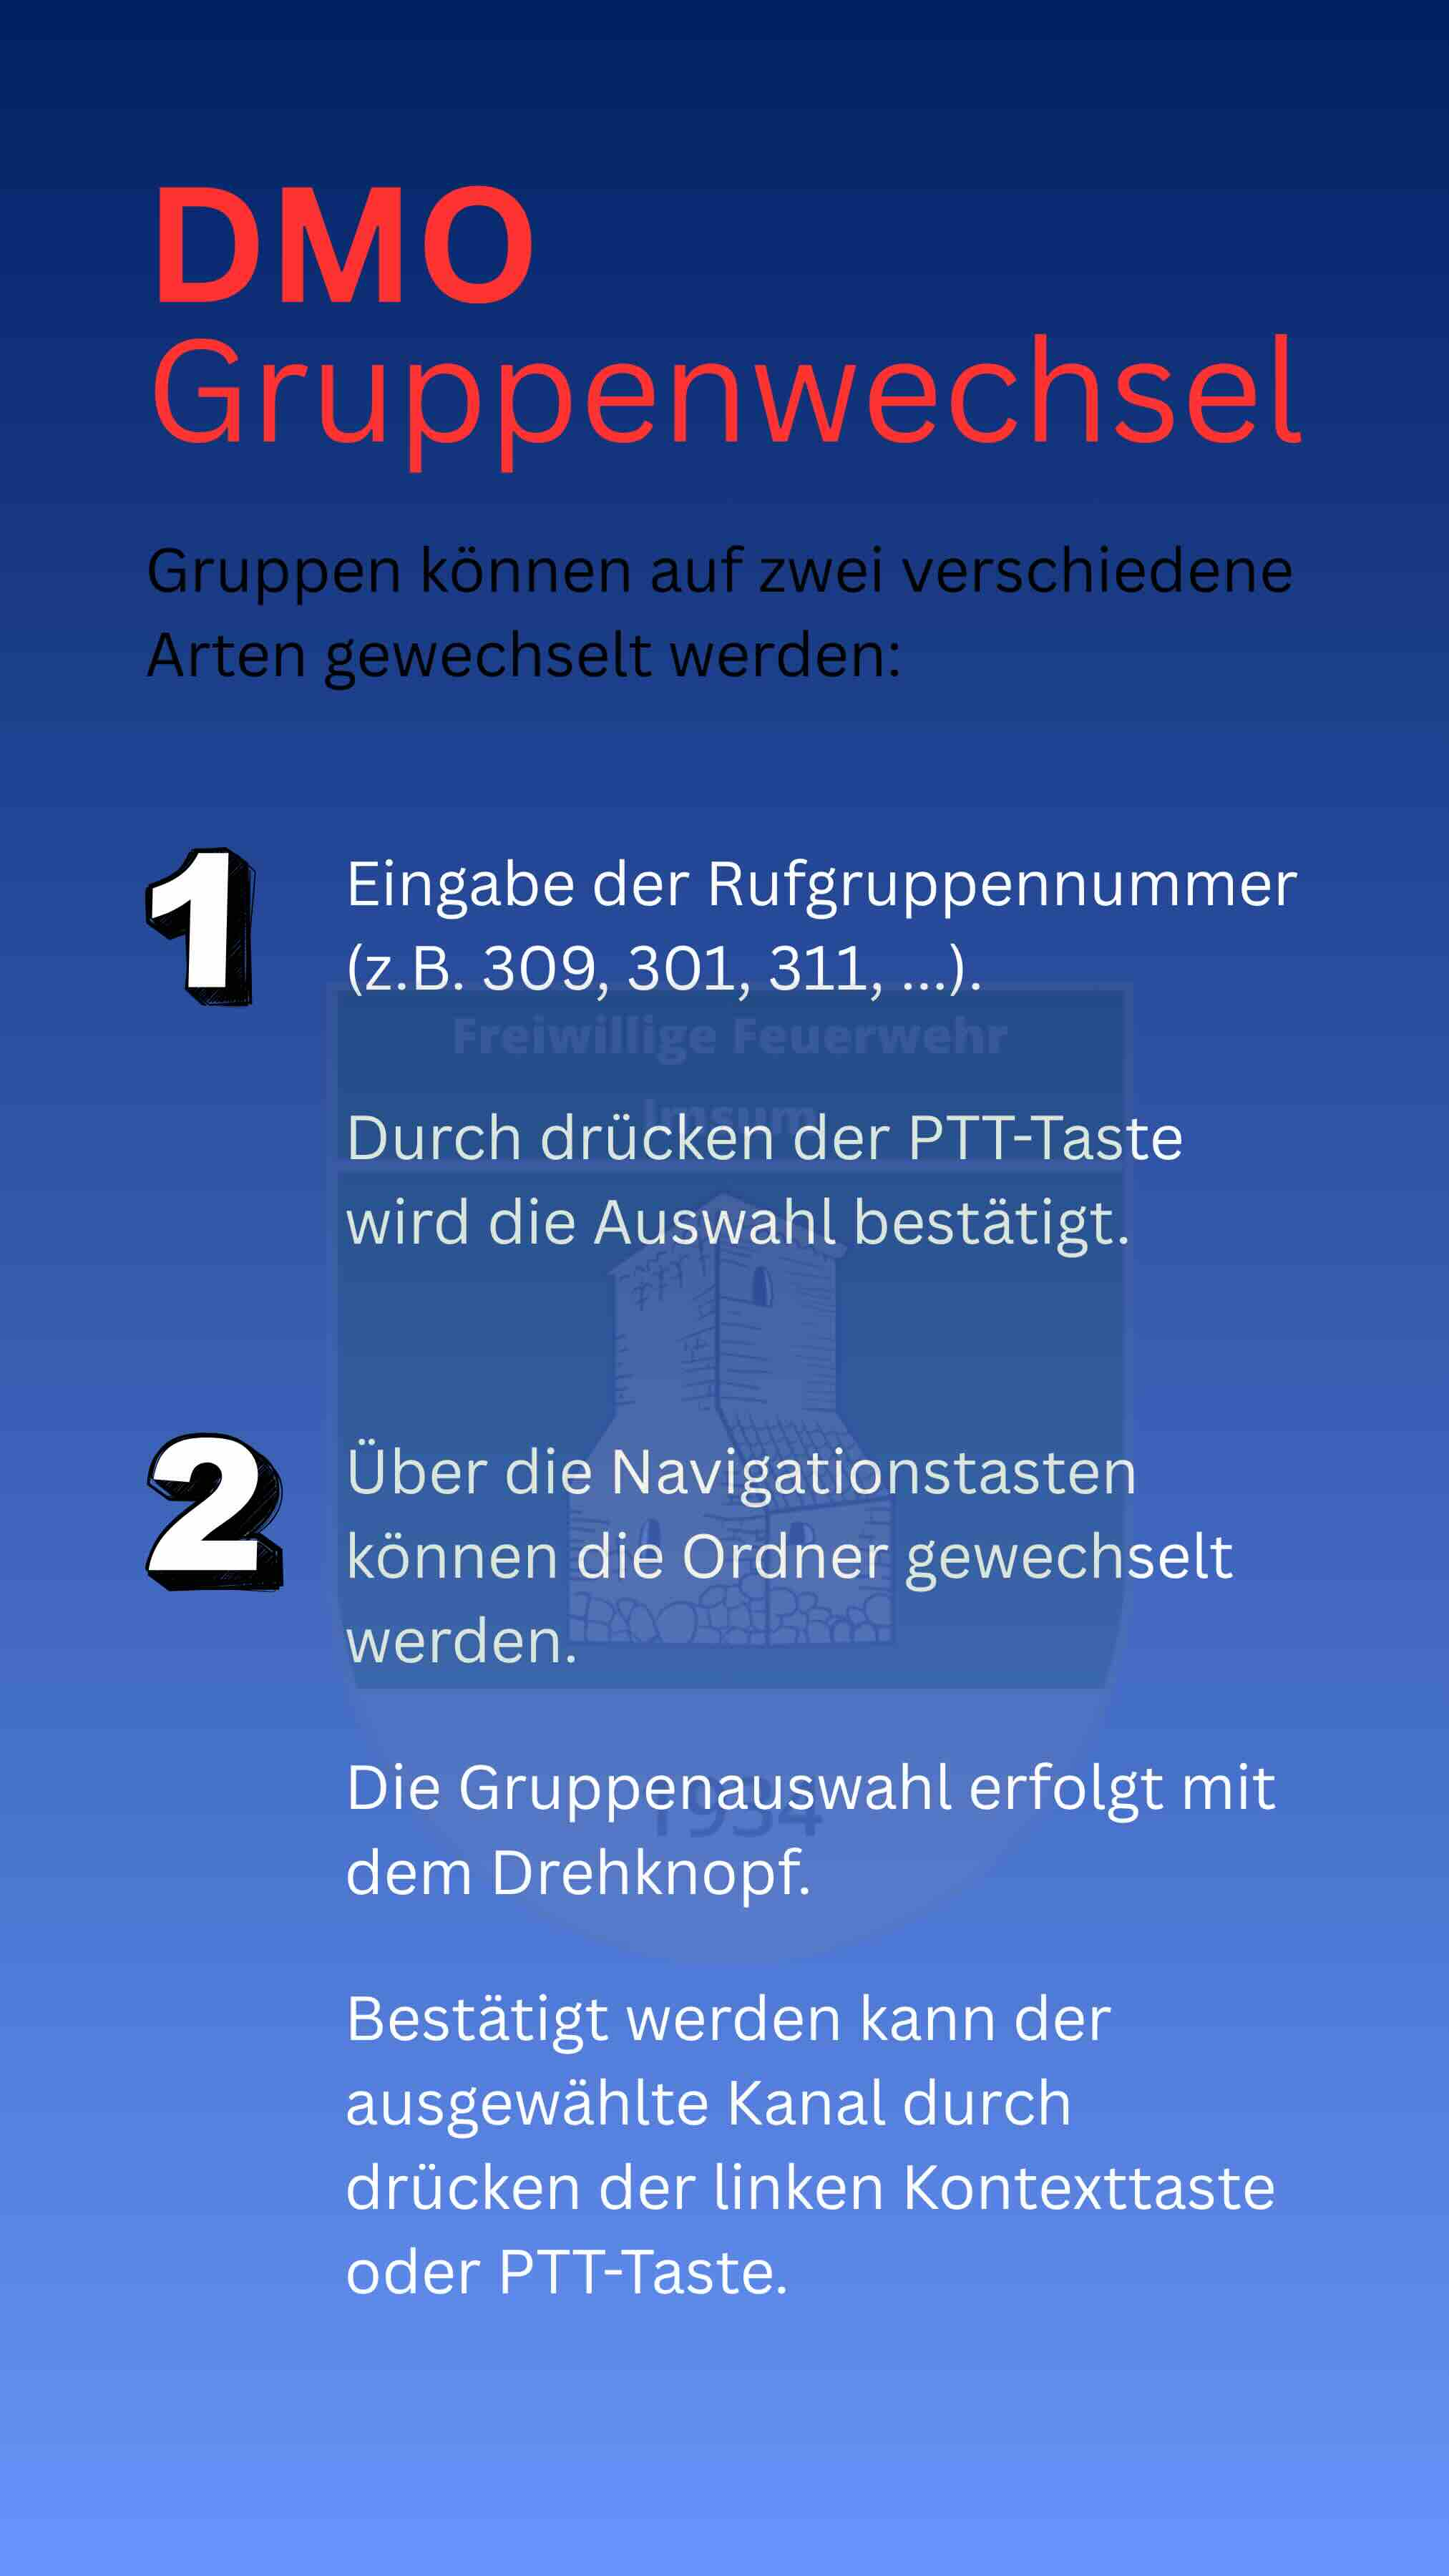 DMO
Gruppenwechsel
Gruppen können auf zwei verschiedene
Arten gewechselt werden:
1
Eingabe der Rufgruppennummer
(z.B. 309, 301, 311, ...).
Freiwillige Feuerwehr
Imsum
Durch drücken der PTT-Taste
wird die Auswahl bestätigt.
2
Über die Navigationstasten
können die Ordner gewechselt
werden.
Die Gruppenauswahl erfolgt mit
1934
dem Drehknopf.
Bestätigt werden kann der
ausgewählte Kanal durch
drücken der linken Kontexttaste
oder PTT-Taste.